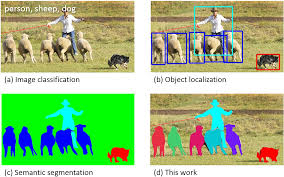 person, sheep, dog
(a) Image classification
(b) Object localization
(c) Semantic segmentation
(d) This work